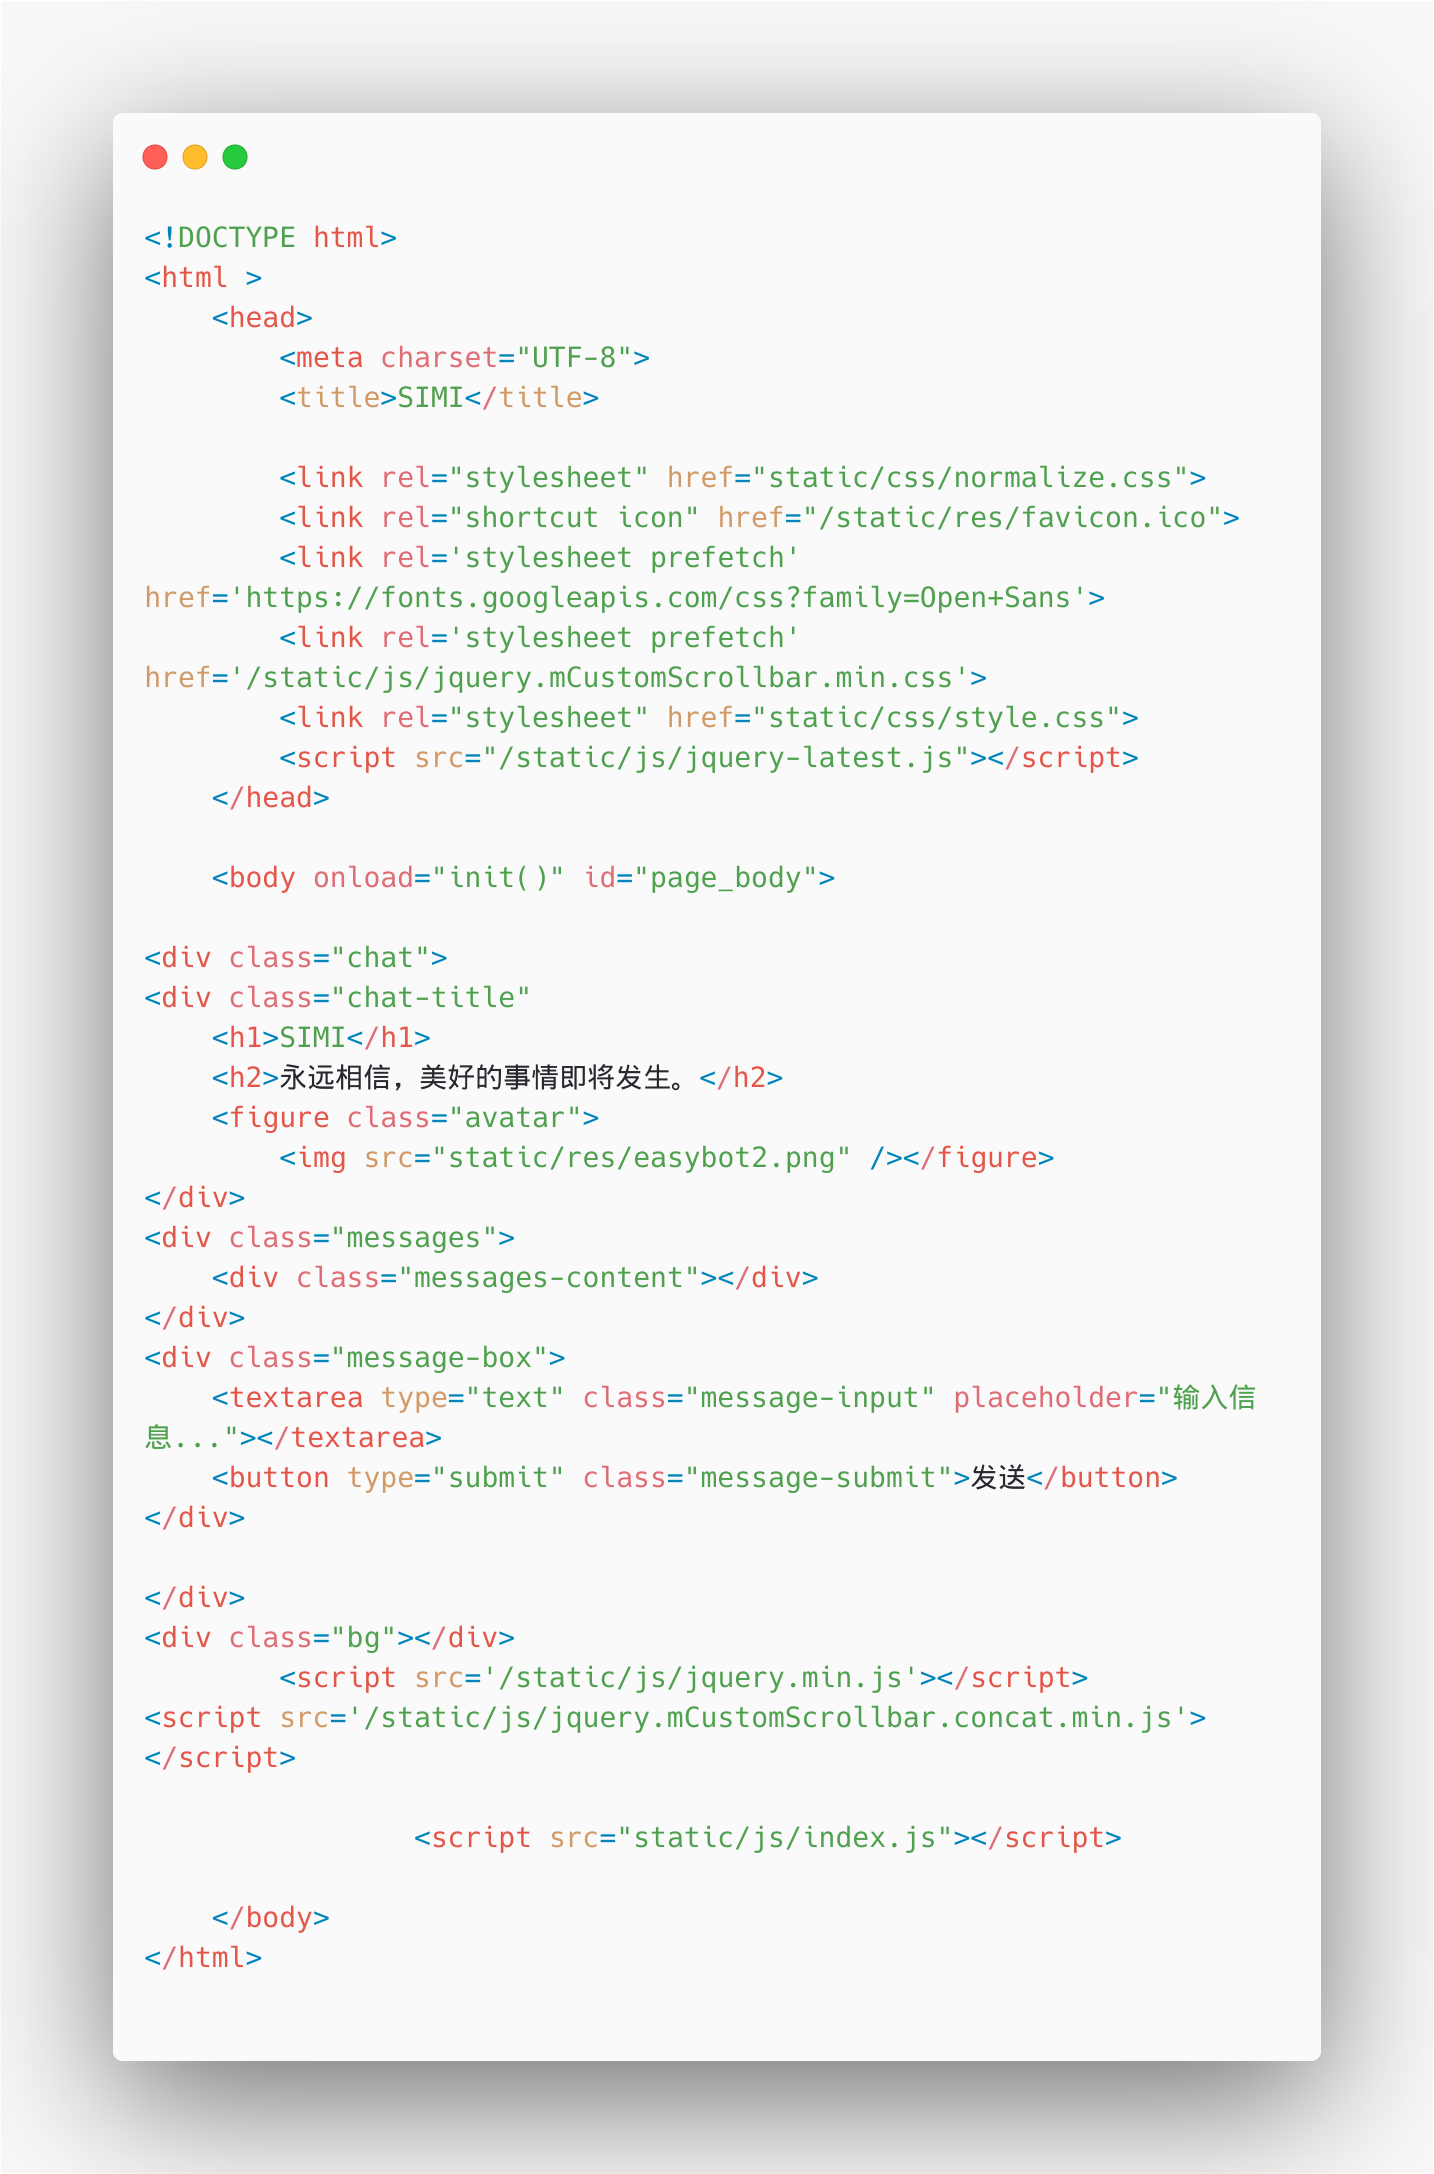 <!DOCTYPE html>
<html >
    <head>
        <meta charset="UTF-8">
        <title>SIMI</title>

        <link rel="stylesheet" href="static/css/normalize.css">
        <link rel="shortcut icon" href="/static/res/favicon.ico">
        <link rel='stylesheet prefetch'
href='https://fonts.googleapis.com/css?family=Open+Sans'>
        <link rel='stylesheet prefetch'
href='/static/js/jquery.mCustomScrollbar.min.css'>
        <link rel="stylesheet" href="static/css/style.css">
        <script src="/static/js/jquery-latest.js"></script>
    </head>

    <body onload="init()" id="page_body">

<div class="chat">
<div class="chat-title"
    <h1>SIMI</h1>
    <h2>永远相信，美好的事情即将发生。</h2>
    <figure class="avatar">
        <img src="static/res/easybot2.png" /></figure>
</div>
<div class="messages">
    <div class="messages-content"></div>
</div>
<div class="message-box">
    <textarea type="text" class="message-input" placeholder="输入信
息..."></textarea>
    <button type="submit" class="message-submit">发送</button>
</div>

</div>
<div class="bg"></div>
        <script src='/static/js/jquery.min.js'></script>
<script src='/static/js/jquery.mCustomScrollbar.concat.min.js'>
</script>

                <script src="static/js/index.js"></script>

    </body>
</html>